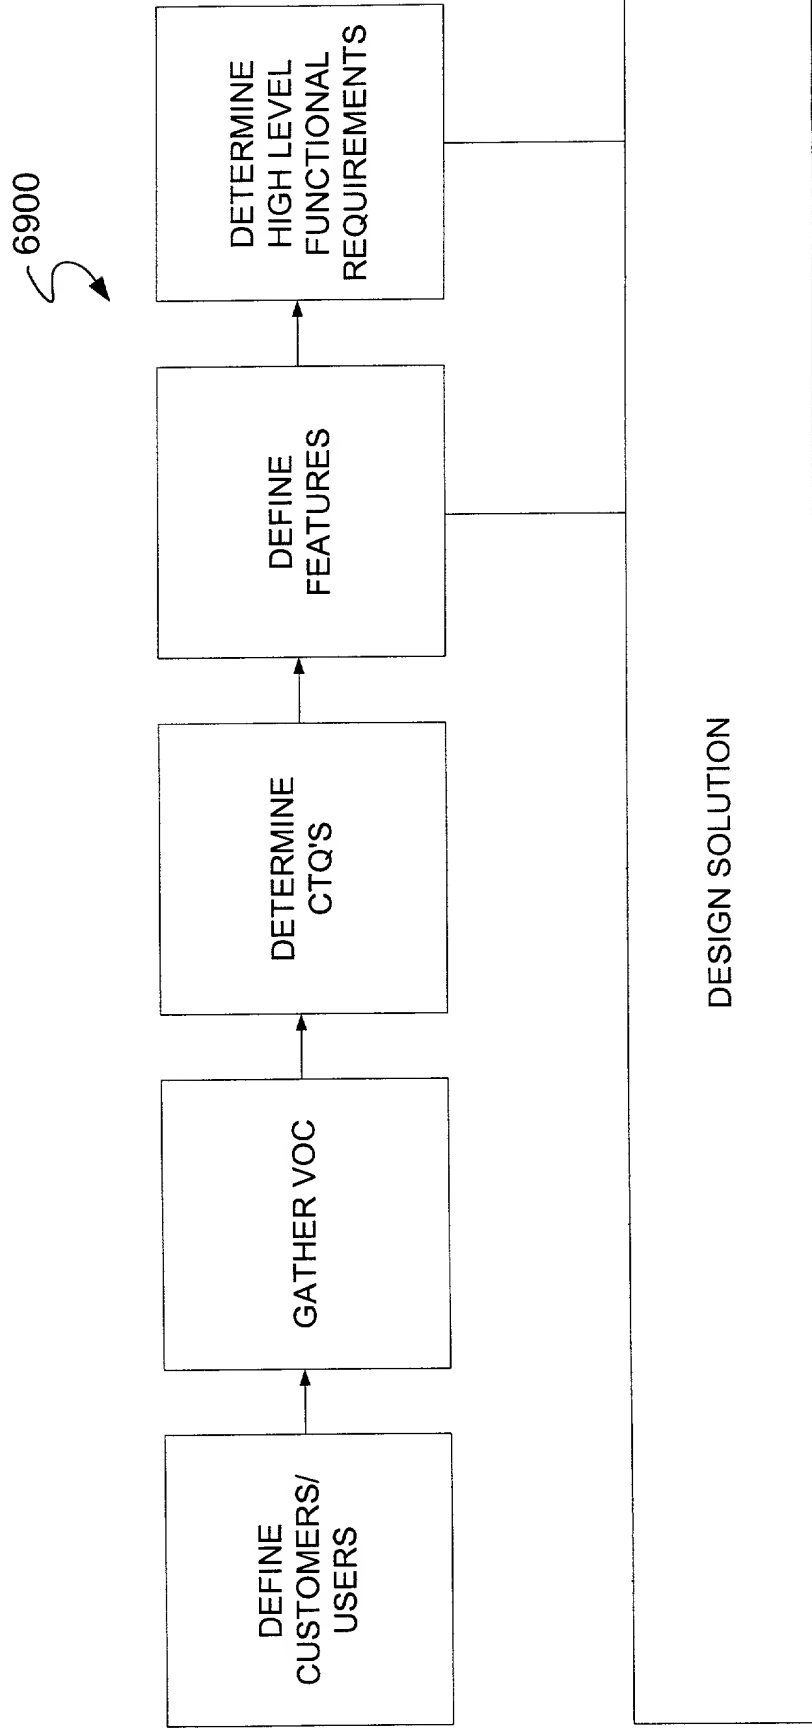 6900
DEFINE
CUSTOMERS/
USERS
GATHER VOC
DETERMINE
CTQ'S
DEFINE
FEATURES
DETERMINE
HIGH LEVEL
FUNCTIONAL
REQUIREMENTS
DESIGN SOLUTION